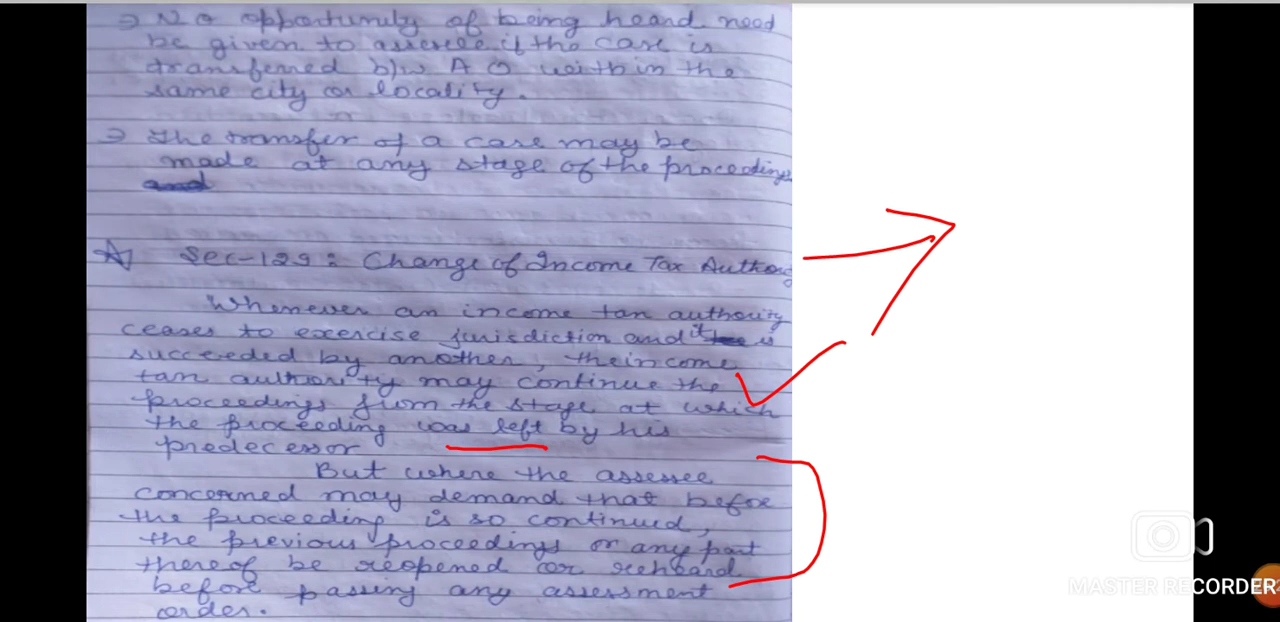 → No opportunity of being heard need
be given to assessee if the case is
transferred b/w A O within the
same city or locality.
→ The transfer of a case may be
made at any stage of the proceedings
and
☆ Sec-129: Change of Income Tax Authority
Whenever an income tax authority
ceases to exercise jurisdiction and it is
succeeded by another, the income
tax authority may continue the
proceedings from the stage at which
the proceeding was left by his
predecessor
But where the assessee
concerned may demand that before
the proceeding is so continued,
the previous proceedings or any part
there of be reopened or reheard
before passing any assessment
order.
MASTER RECORDER